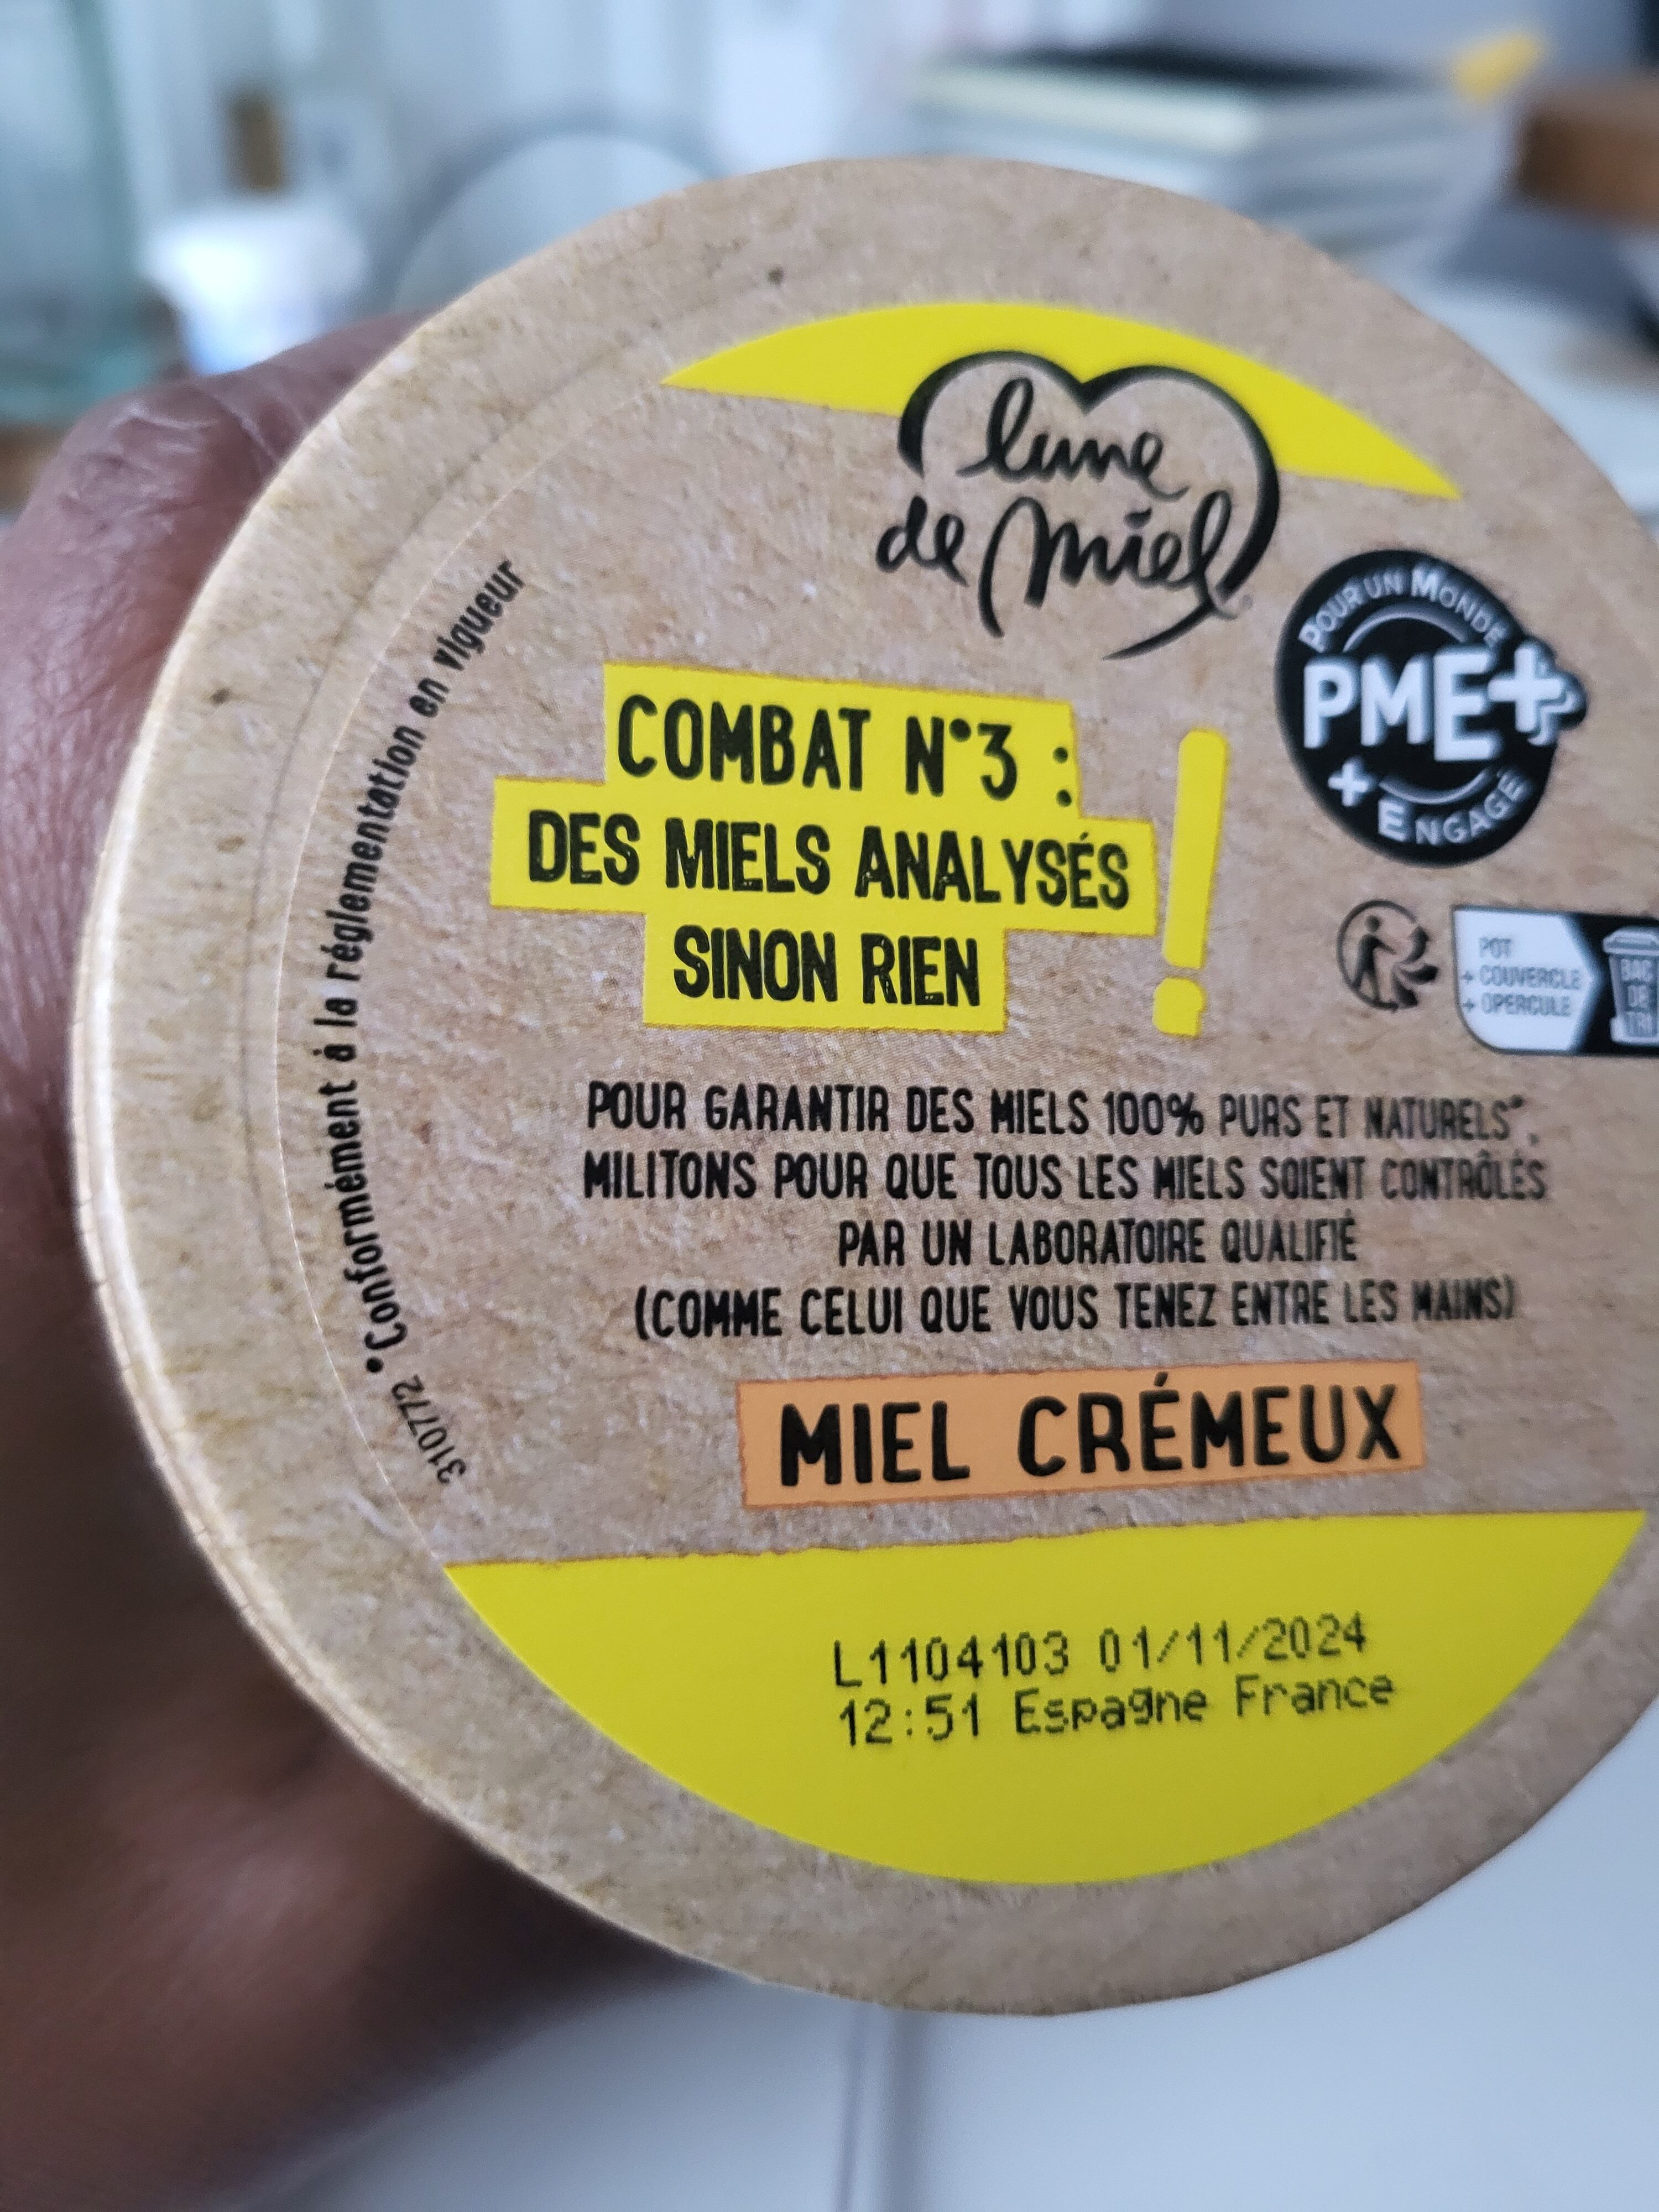 lune
de miel
POUR UN MONDE
PME+
+ ENGAGÉ
COMBAT N°3 :
DES MIELS ANALYSÉS
SINON RIEN
!
POT
+ COUVERCLE
+ OPERCULE
BAC
DE
TRI
POUR GARANTIR DES MIELS 100% PURS ET NATURELS*,
MILITONS POUR QUE TOUS LES MIELS SOIENT CONTRÔLÉS
PAR UN LABORATOIRE QUALIFIÉ
(COMME CELUI QUE VOUS TENEZ ENTRE LES MAINS)
MIEL CRÉMEUX
310772 *Conformément à la réglementation en vigueur
L1104103 01/11/2024
12:51 Espagne France